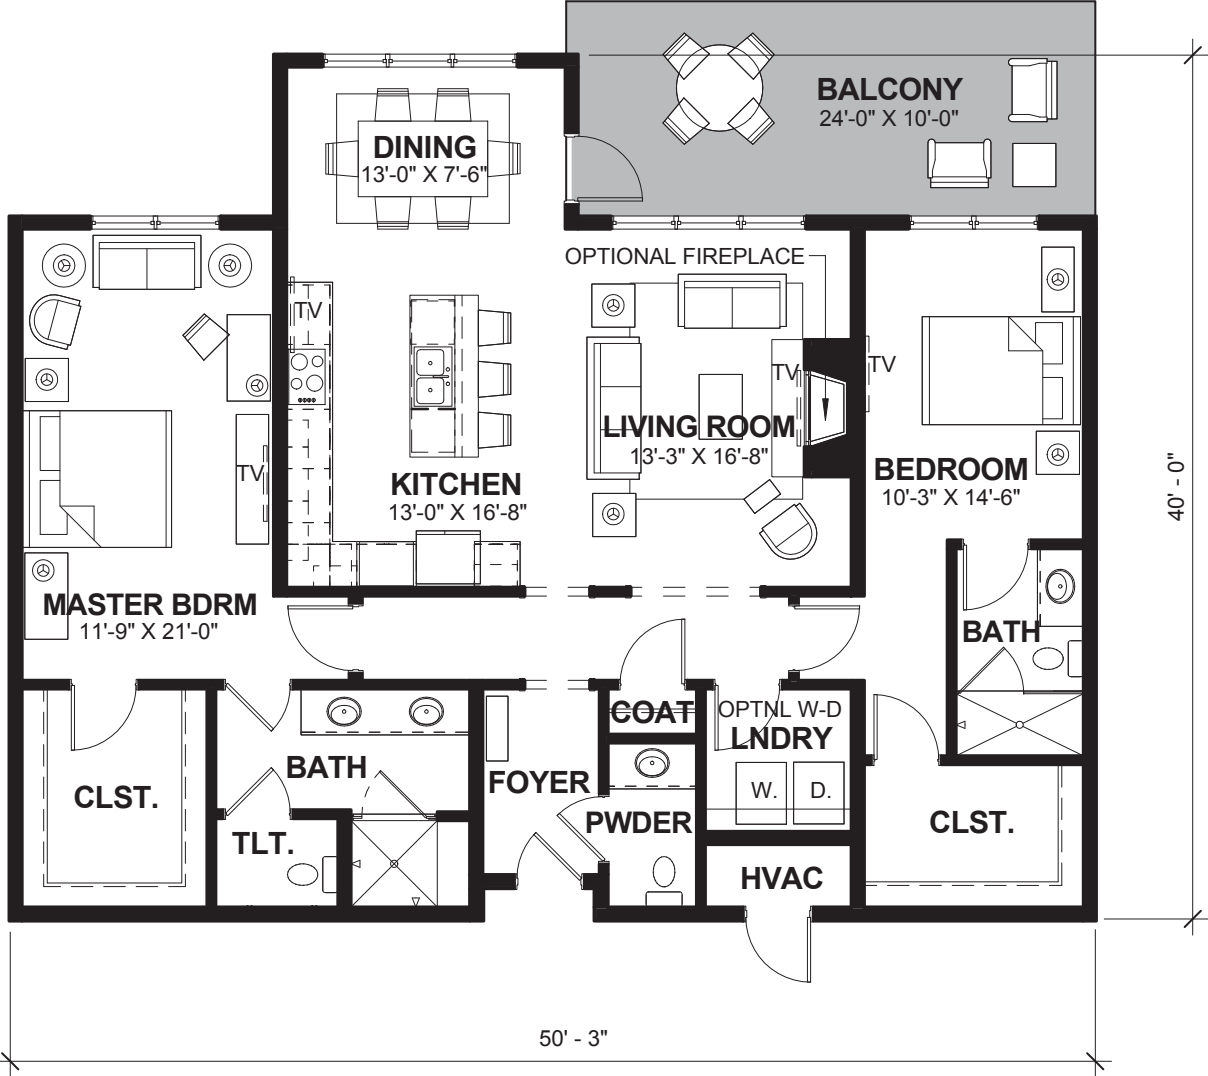 BALCONY
24'-0" X 10'-0"
DINING
13'-0" X 7'-6"
OPTIONAL FIREPLACE
TV
TV
TV
TV
LIVING ROOM
13'-3" X 16'-8"
BEDROOM
10'-3" X 14'-6"
KITCHEN
13'-0" X 16'-8"
40' - 0"
MASTER BDRM
11'-9" X 21'-0"
BATH
COAT
OPTNL W-D
LNDRY
BATH
FOYER
W.
D.
CLST.
PWDER
CLST.
TLT.
HVAC
50' - 3"